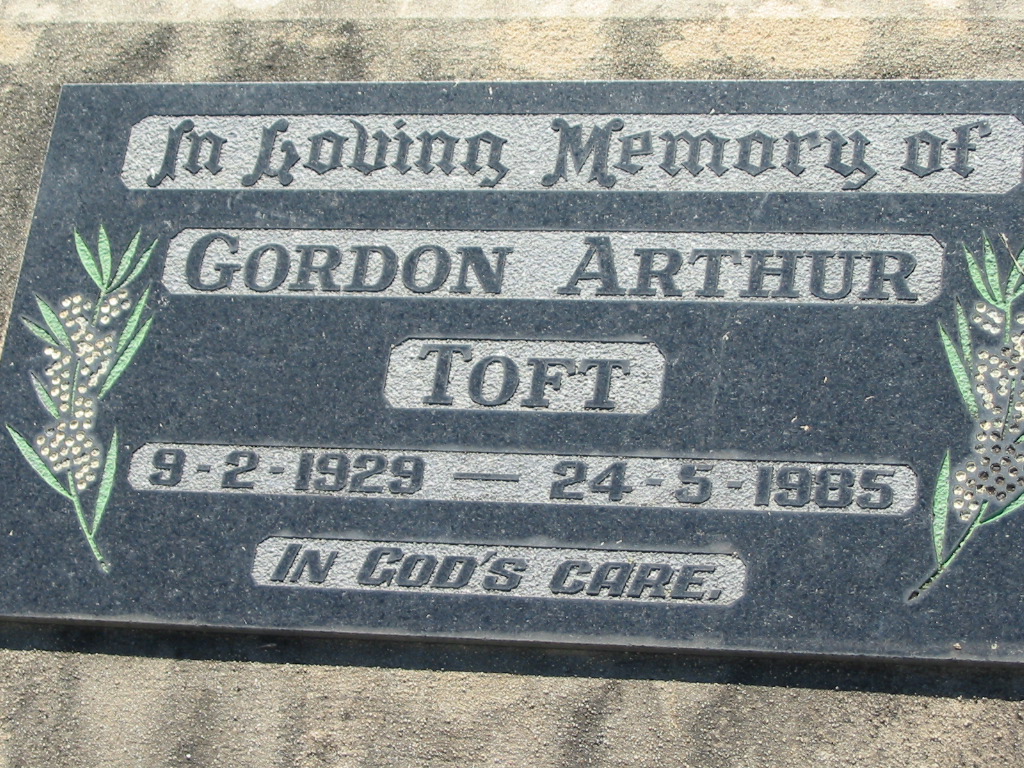 In Loving Memory of
GORDON ARTHUR
TOFT
9-2-1929 — 24-5-1985
IN GOD'S CARE.